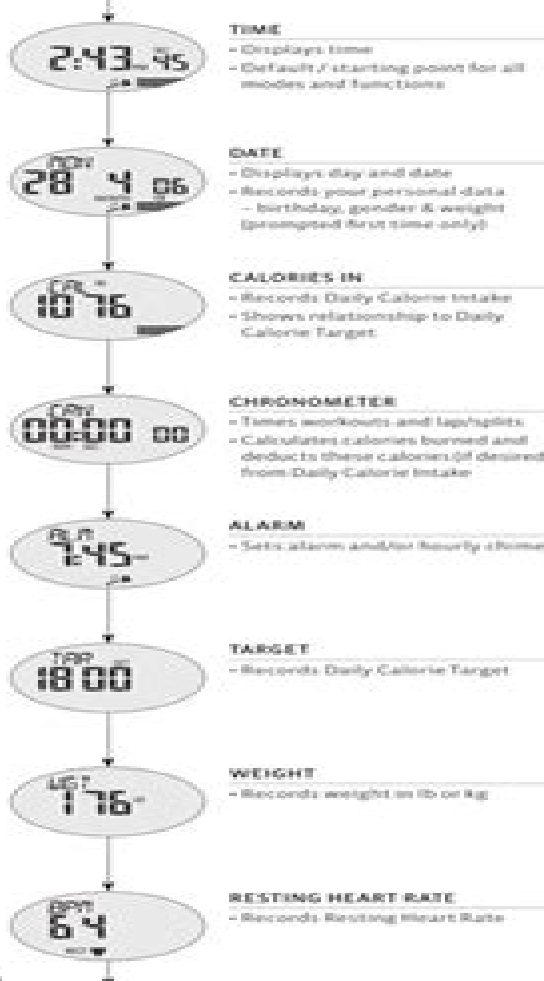 2:43 45
TIME
– Displays time
– Default / starting point for all
modes and functions
MON
28 4 06
DATE
– Displays day and date
– Records your personal data
– birthday, gender & weight
(prompted first time only)
CAL
1076
CALORIES IN
– Records Daily Calorie Intake
– Shows relationship to Daily
Calorie Target
00:00 00
CHRONOMETER
– Times workouts and lap/splits
– Calculates calories burned and
deducts these calories (if desired
from Daily Calorie Intake
ALM
7:45
ALARM
– Sets alarm and/or hourly chime
TAR
1800
TARGET
– Records Daily Calorie Target
WGT
176
WEIGHT
– Records weight in lb or kg
BPM
64
RESTING HEART RATE
– Records Resting Heart Rate